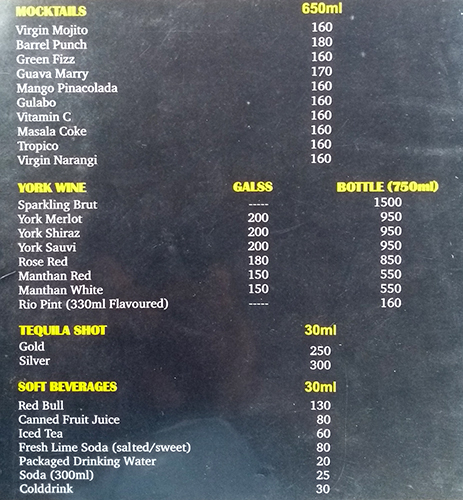 MOCKTAILS 650ml
Virgin Mojito 160
Barrel Punch 180
Green Fizz 160
Guava Marry 170
Mango Pinacolada 160
Gulabo 160
Vitamin C 160
Masala Coke 160
Tropico 160
Virgin Narangi 160
YORK WINE GALSS BOTTLE (750ml)
Sparkling Brut ----- 1500
York Merlot 200 950
York Shiraz 200 950
York Sauvi 200 950
Rose Red 180 850
Manthan Red 150 550
Manthan White 150 550
Rio Pint (330ml Flavoured) ----- 160
TEQUILA SHOT 30ml
Gold 250
Silver 300
SOFT BEVERAGES 30ml
Red Bull 130
Canned Fruit Juice 80
Iced Tea 60
Fresh Lime Soda (salted/sweet) 80
Packaged Drinking Water 20
Soda (300ml) 25
Colddrink 30